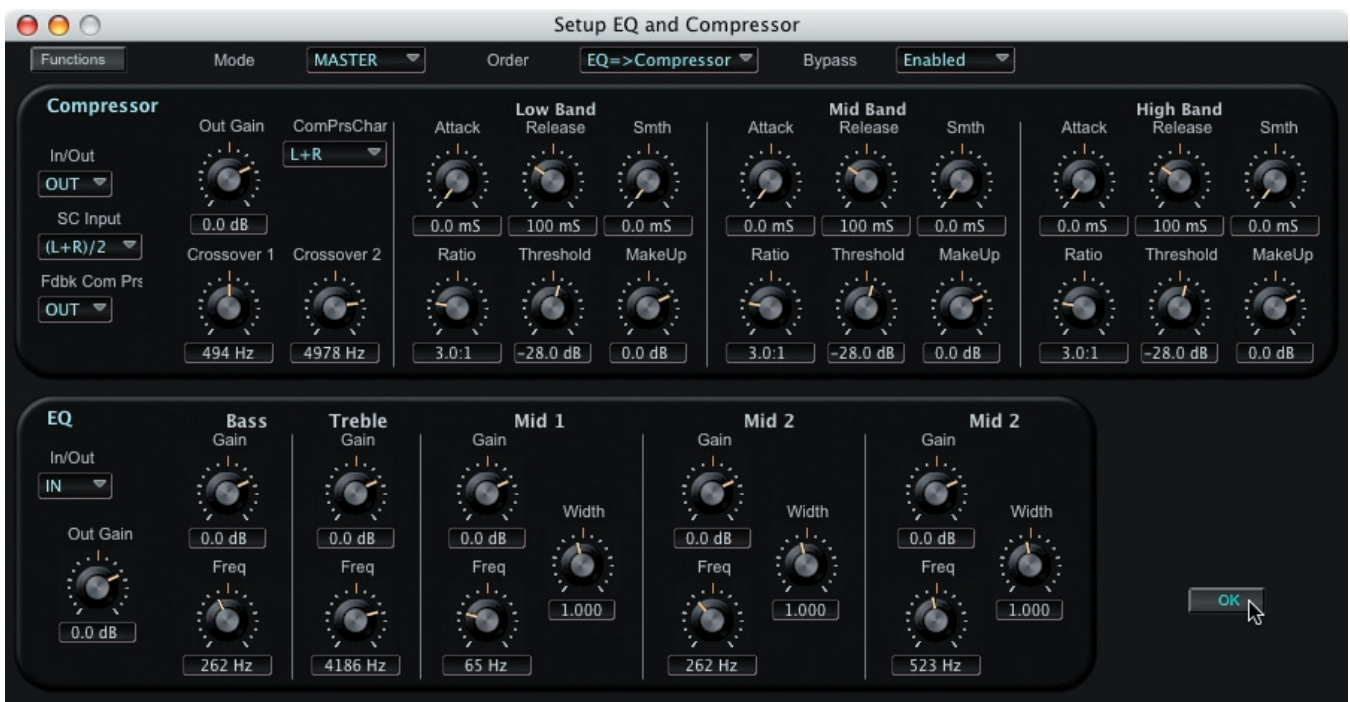 Setup EQ and Compressor
Functions Mode MASTER Order EQ=>Compressor Bypass Enabled
Compressor
In/Out
OUT
SC Input
(L+R)/2
Fdbk Com Prs
OUT
Out Gain ComPrsChar
L+R
0.0 dB
Crossover 1 Crossover 2
494 Hz 4978 Hz
Low Band
Attack Release Smth
0.0 mS 100 mS 0.0 mS
Ratio Threshold MakeUp
3.0:1 -28.0 dB 0.0 dB
Mid Band
Attack Release Smth
0.0 mS 100 mS 0.0 mS
Ratio Threshold MakeUp
3.0:1 -28.0 dB 0.0 dB
High Band
Attack Release Smth
0.0 mS 100 mS 0.0 mS
Ratio Threshold MakeUp
3.0:1 -28.0 dB 0.0 dB
EQ
In/Out
IN
Out Gain
0.0 dB
Bass
Gain
0.0 dB
Freq
262 Hz
Treble
Gain
0.0 dB
Freq
4186 Hz
Mid 1
Gain
0.0 dB
Freq
65 Hz
Width
1.000
Mid 2
Gain
0.0 dB
Freq
262 Hz
Width
1.000
Mid 2
Gain
0.0 dB
Freq
523 Hz
Width
1.000
OK